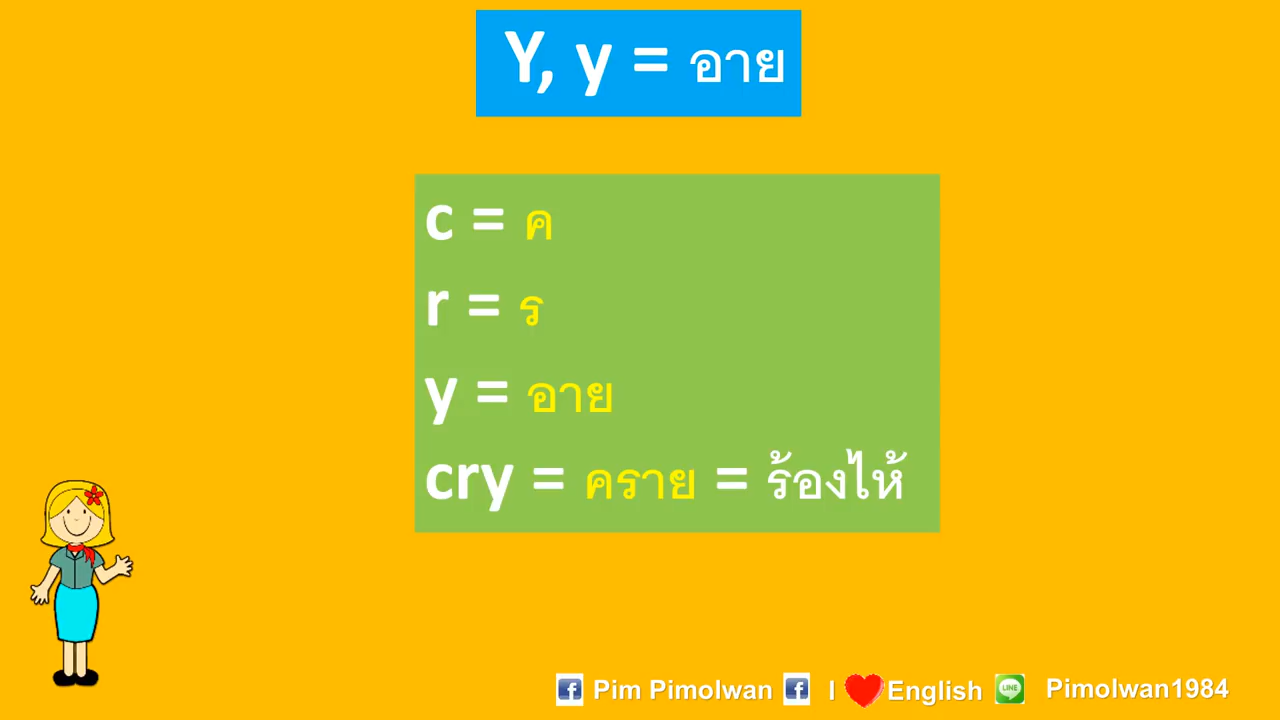 Y, y = อาย
c = ค
r = ร
y = อาย
cry = คราย = ร้องไห้
Pim Pimolwan I English LINE Pimolwan1984